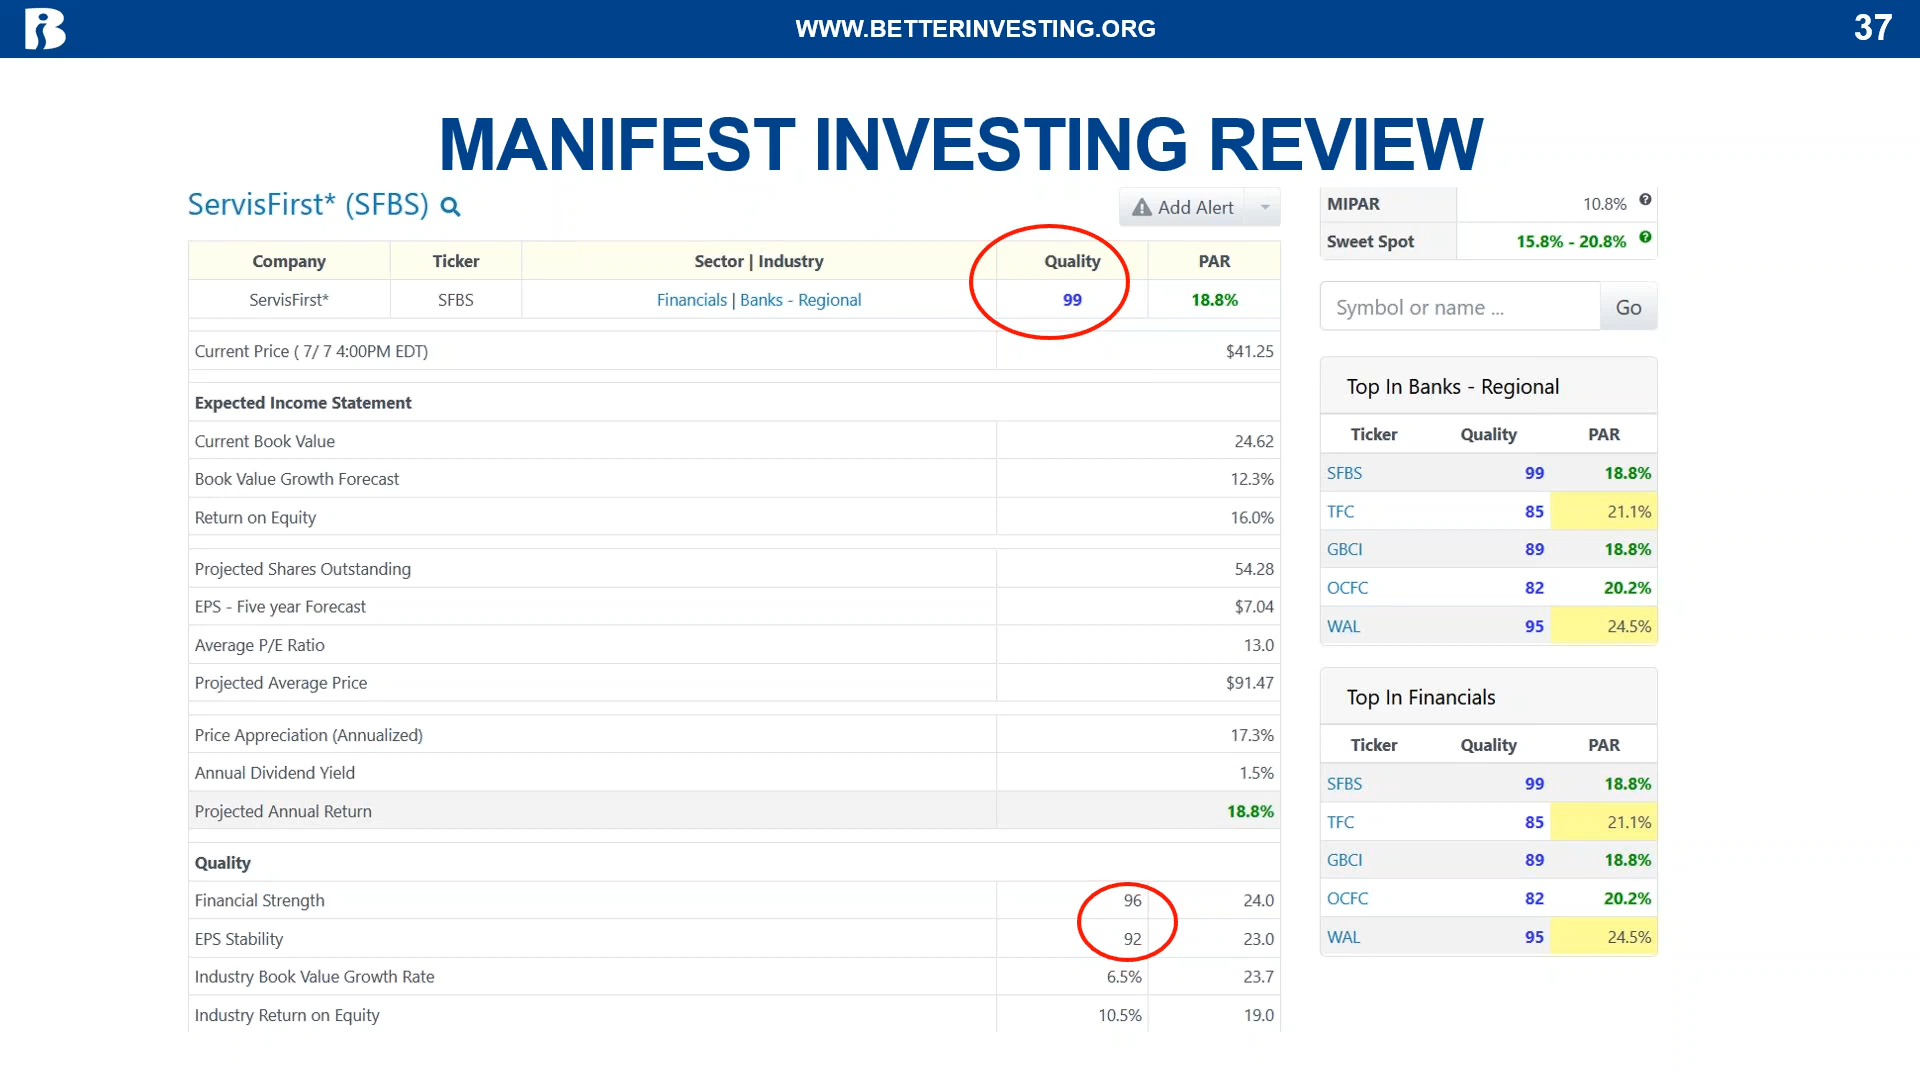 WWW.BETTERINVESTING.ORG
37
MANIFEST INVESTING REVIEW
ServisFirst* (SFBS)
Add Alert
Company Ticker Sector | Industry Quality PAR
ServisFirst* SFBS Financials | Banks - Regional 99 18.8%
Current Price ( 7/ 7 4:00PM EDT) $41.25
Expected Income Statement
Current Book Value 24.62
Book Value Growth Forecast 12.3%
Return on Equity 16.0%
Projected Shares Outstanding 54.28
EPS - Five year Forecast $7.04
Average P/E Ratio 13.0
Projected Average Price $91.47
Price Appreciation (Annualized) 17.3%
Annual Dividend Yield 1.5%
Projected Annual Return 18.8%
Quality
Financial Strength 96 24.0
EPS Stability 92 23.0
Industry Book Value Growth Rate 6.5% 23.7
Industry Return on Equity 10.5% 19.0
MIPAR 10.8% ?
Sweet Spot 15.8% - 20.8% ?
Symbol or name ... Go
Top In Banks - Regional
Ticker Quality PAR
SFBS 99 18.8%
TFC 85 21.1%
GBCI 89 18.8%
OCFC 82 20.2%
WAL 95 24.5%
Top In Financials
Ticker Quality PAR
SFBS 99 18.8%
TFC 85 21.1%
GBCI 89 18.8%
OCFC 82 20.2%
WAL 95 24.5%